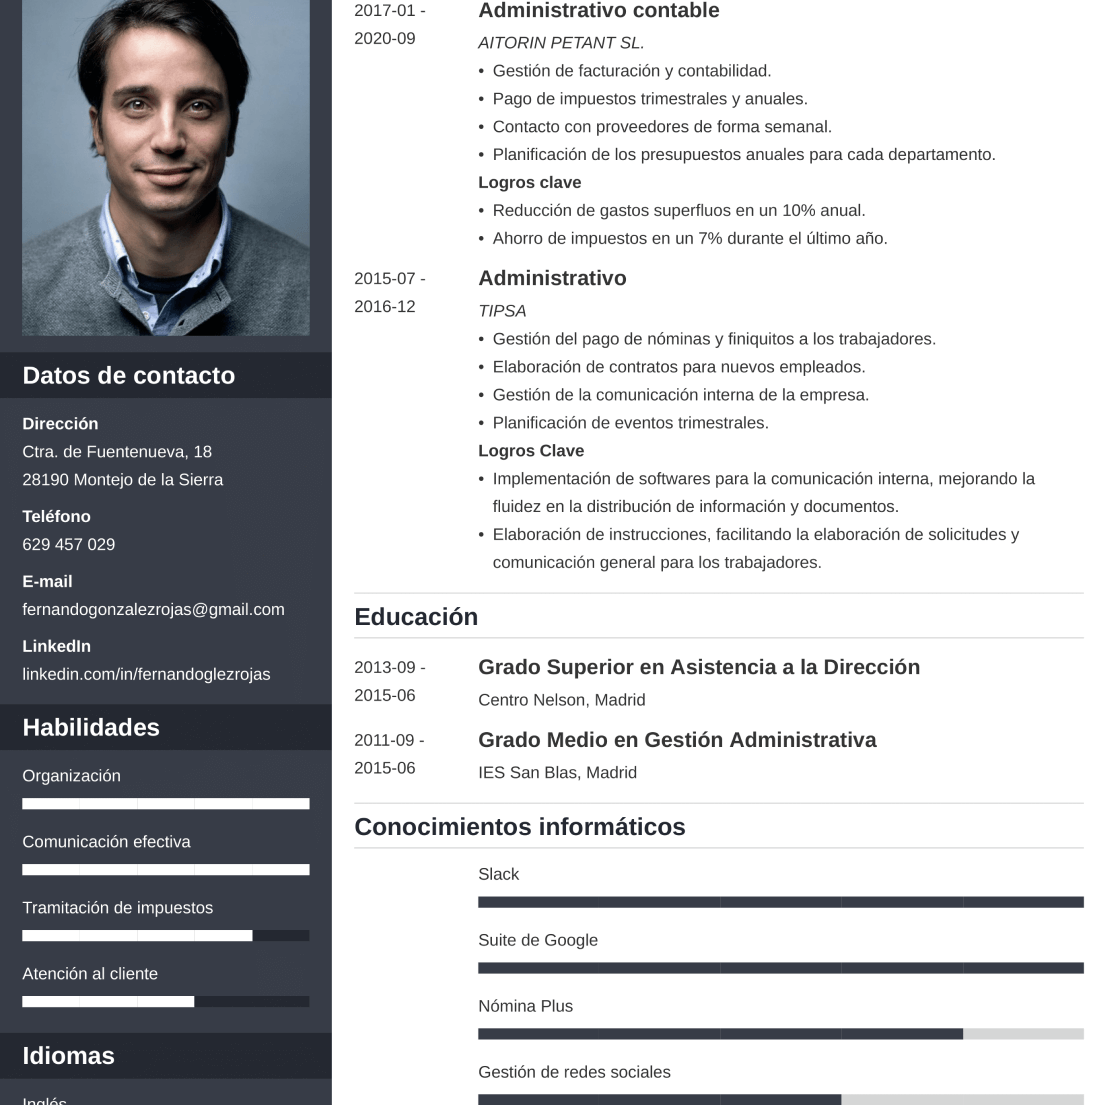 Datos de contacto
Dirección
Ctra. de Fuentenueva, 18
28190 Montejo de la Sierra
Teléfono
629 457 029
E-mail
fernandogonzalezrojas@gmail.com
LinkedIn
linkedin.com/in/fernandoglezrojas
Habilidades
Organización
Comunicación efectiva
Tramitación de impuestos
Atención al cliente
Idiomas
Inglés
2017-01 -
2020-09
Administrativo contable
AITORIN PETANT SL.
• Gestión de facturación y contabilidad.
• Pago de impuestos trimestrales y anuales.
• Contacto con proveedores de forma semanal.
• Planificación de los presupuestos anuales para cada departamento.
Logros clave
• Reducción de gastos superfluos en un 10% anual.
• Ahorro de impuestos en un 7% durante el último año.
2015-07 -
2016-12
Administrativo
TIPSA
• Gestión del pago de nóminas y finiquitos a los trabajadores.
• Elaboración de contratos para nuevos empleados.
• Gestión de la comunicación interna de la empresa.
• Planificación de eventos trimestrales.
Logros Clave
• Implementación de softwares para la comunicación interna, mejorando la
fluidez en la distribución de información y documentos.
• Elaboración de instrucciones, facilitando la elaboración de solicitudes y
comunicación general para los trabajadores.
Educación
2013-09 -
2015-06
Grado Superior en Asistencia a la Dirección
Centro Nelson, Madrid
2011-09 -
2015-06
Grado Medio en Gestión Administrativa
IES San Blas, Madrid
Conocimientos informáticos
Slack
Suite de Google
Nómina Plus
Gestión de redes sociales